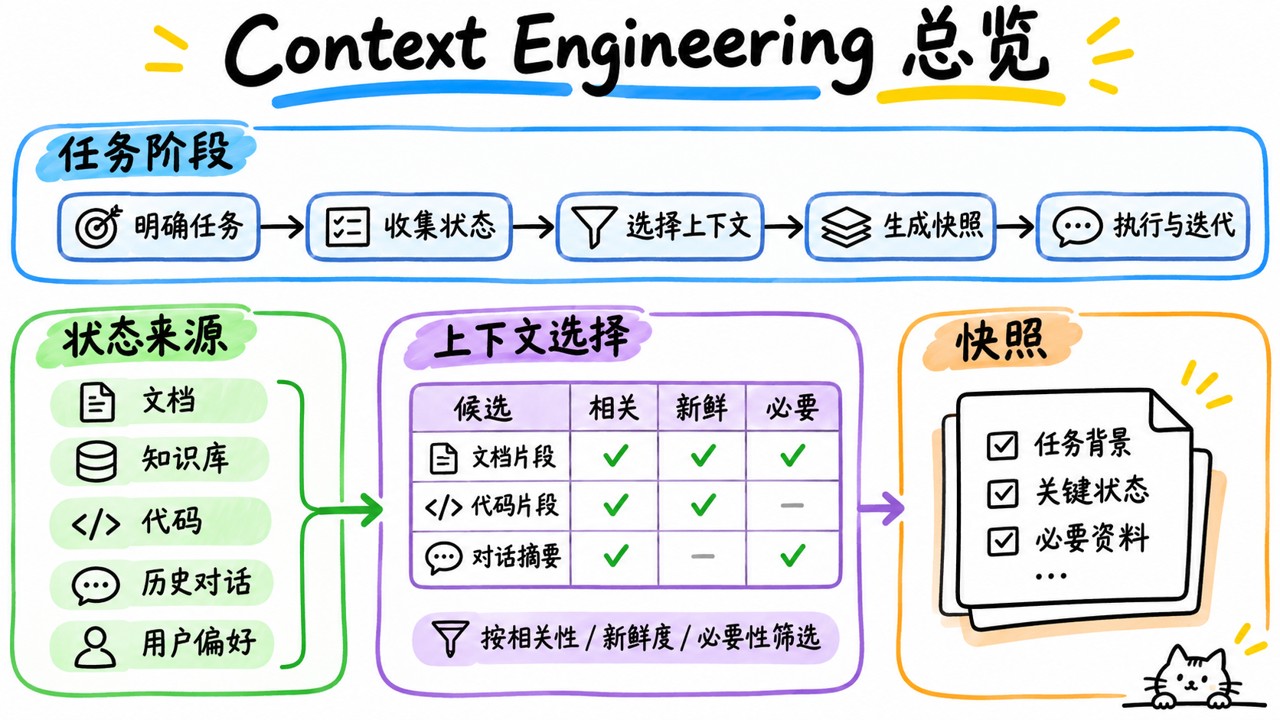 Context Engineering 总览
任务阶段
明确任务
收集状态
选择上下文
生成快照
执行与迭代
状态来源
文档
知识库
</> 代码
历史对话
用户偏好
上下文选择
候选 相关 新鲜 必要
文档片段 ✓ ✓ ✓
</> 代码片段 ✓ ✓ —
对话摘要 ✓ — ✓
按相关性 / 新鲜度 / 必要性筛选
快照
任务背景
关键状态
必要资料
...